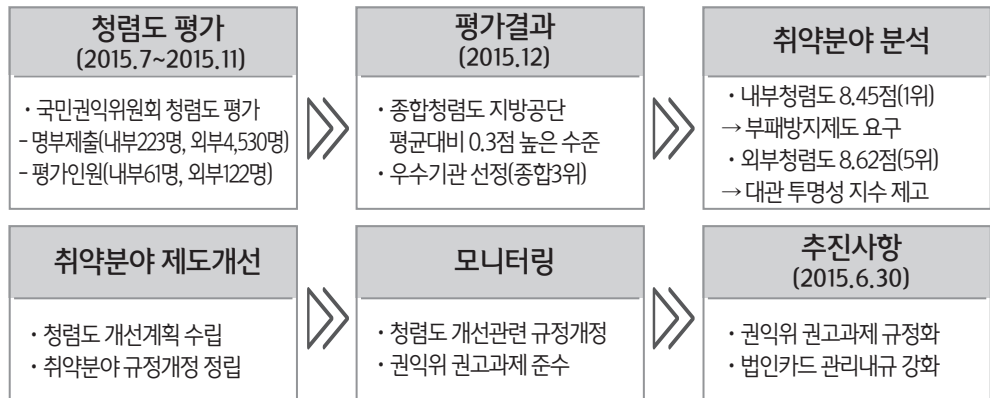 청렴도 평가
(2015.7~2015.11)
· 국민권익위원회 청렴도 평가
- 명부제출(내부223명, 외부4,530명)
- 평가인원(내부61명, 외부122명)
평가결과
(2015.12)
· 종합청렴도 지방공단
평균대비 0.3점 높은 수준
· 우수기관 선정(종합3위)
취약분야 분석
· 내부청렴도 8.45점(1위)
→ 부패방지제도 요구
· 외부청렴도 8.62점(5위)
→ 대관 투명성 지수 제고
취약분야 제도개선
· 청렴도 개선계획 수립
· 취약분야 규정개정 정립
모니터링
· 청렴도 개선관련 규정개정
· 권익위 권고과제 준수
추진사항
(2015.6.30)
· 권익위 권고과제 규정화
· 법인카드 관리내규 강화